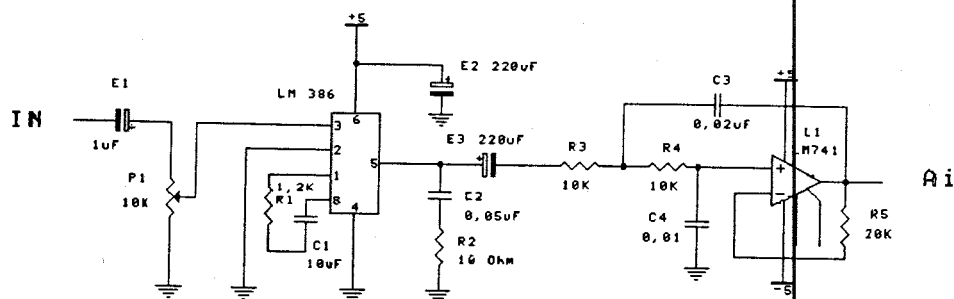 +5
E1
IN
1uF
P1
10K
LM 386
E2 220uF
3
6
2
5
1
8
4
1,2K
R1
C1
10uF
E3 220uF
C2
0,05uF
R2
10 Ohm
R3
10K
R4
10K
C3
0,02uF
C4
0,01
+5
L1
LM741
+
-
-5
R5
20K
Ai